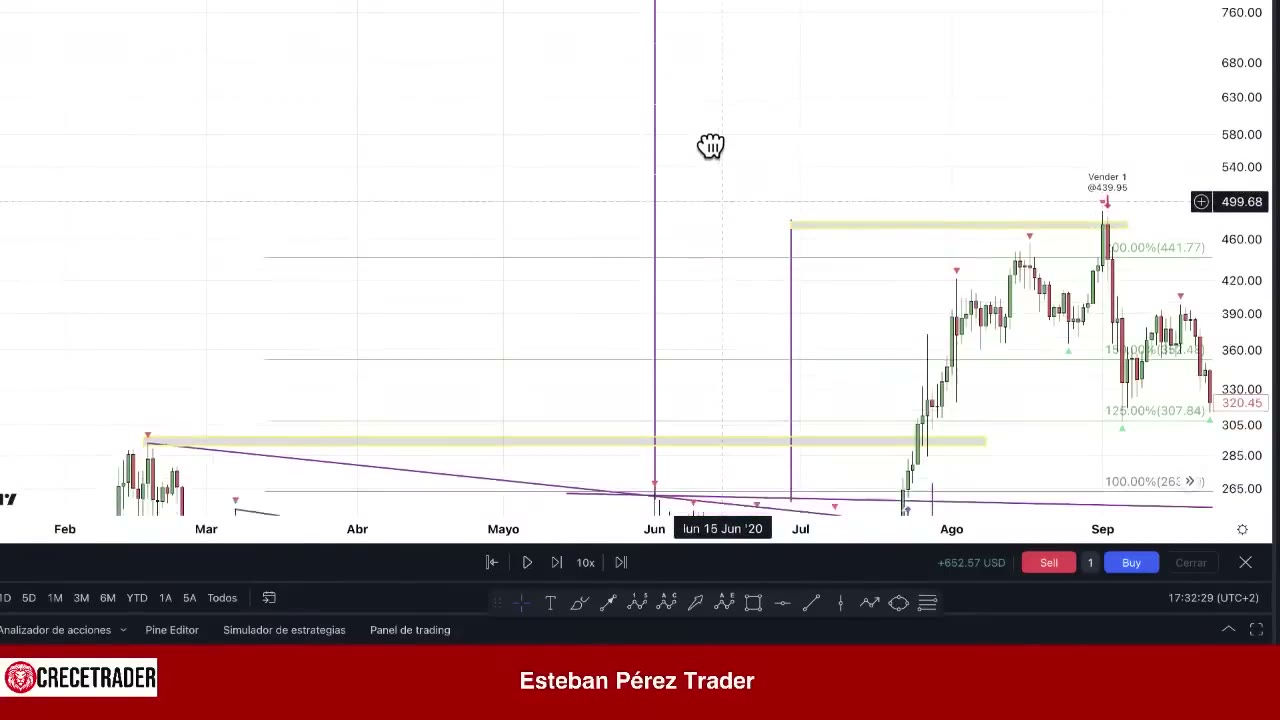 760.00
680.00
630.00
580.00
540.00
Vender 1
@439.95
499.68
460.00
00.00%(441.77)
420.00
390.00
360.00
330.00
320.45
125.00%(307.84)
305.00
285.00
265.00
Feb Mar Abr Mayo Jun lun 15 Jun '20 Jul Ago Sep
10x +652.57 USD Sell 1 Buy Cerrar
1D 5D 1M 3M 6M YTD 1A 5A Todos
17:32:29 (UTC+2)
Analizador de acciones Pine Editor Simulador de estrategias Panel de trading
CRECETRADER
Esteban Pérez Trader